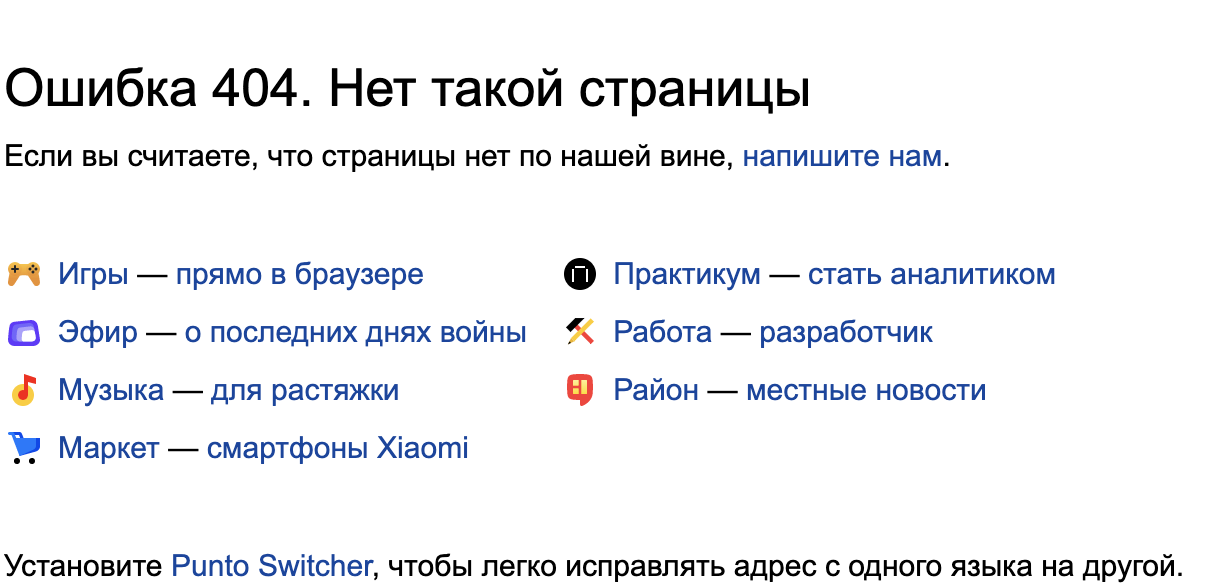 Ошибка 404. Нет такой страницы
Если вы считаете, что страницы нет по нашей вине, напишите нам.
Игры — прямо в браузере
Эфир — о последних днях войны
Музыка — для растяжки
Маркет — смартфоны Xiaomi
Практикум — стать аналитиком
Работа — разработчик
Район — местные новости
Установите Punto Switcher, чтобы легко исправлять адрес с одного языка на другой.